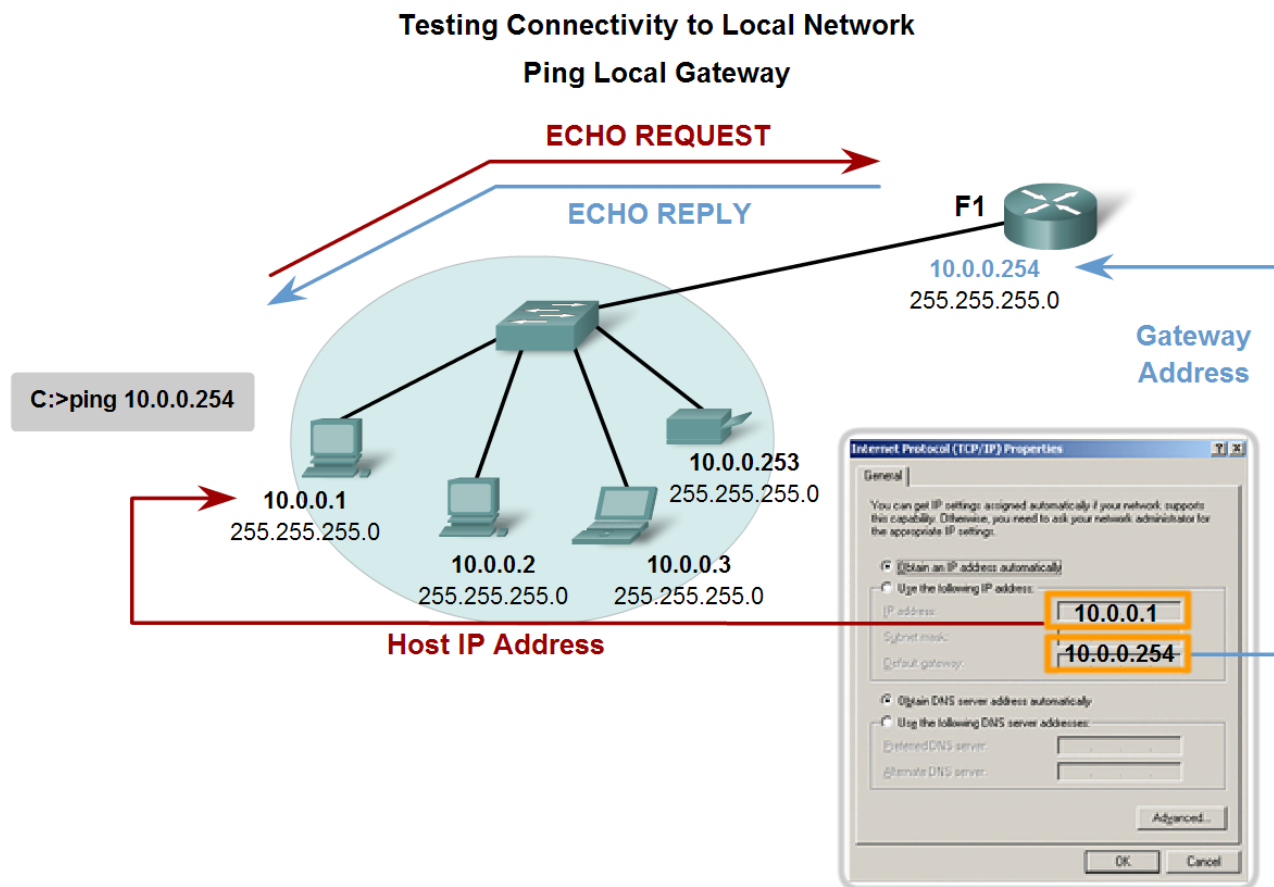 Testing Connectivity to Local Network
Ping Local Gateway
ECHO REQUEST
ECHO REPLY
F1
10.0.0.254
255.255.255.0
Gateway
Address
C:>ping 10.0.0.254
10.0.0.1
255.255.255.0
10.0.0.2
255.255.255.0
10.0.0.3
255.255.255.0
10.0.0.253
255.255.255.0
Host IP Address
Internet Protocol (TCP/IP) Properties
General
You can get IP settings assigned automatically if your network supports
this capability. Otherwise, you need to ask your network administrator for
the appropriate IP settings.
Obtain an IP address automatically
Use the following IP address:
IP address:
10.0.0.1
Subnet mask:
Default gateway:
10.0.0.254
Obtain DNS server address automatically
Use the following DNS server addresses:
Preferred DNS server:
Alternate DNS server:
Advanced...
OK
Cancel